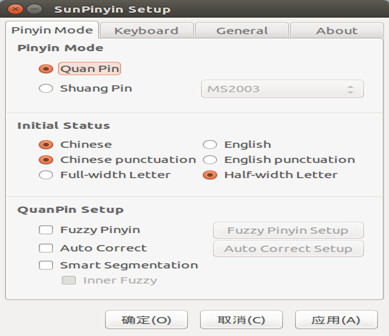 SunPinyin Setup
Pinyin Mode Keyboard General About
Pinyin Mode
Quan Pin
Shuang Pin MS2003
Initial Status
Chinese English
Chinese punctuation English punctuation
Full-width Letter Half-width Letter
QuanPin Setup
Fuzzy Pinyin Fuzzy Pinyin Setup
Auto Correct Auto Correct Setup
Smart Segmentation
Inner Fuzzy
确定(O) 取消(C) 应用(A)